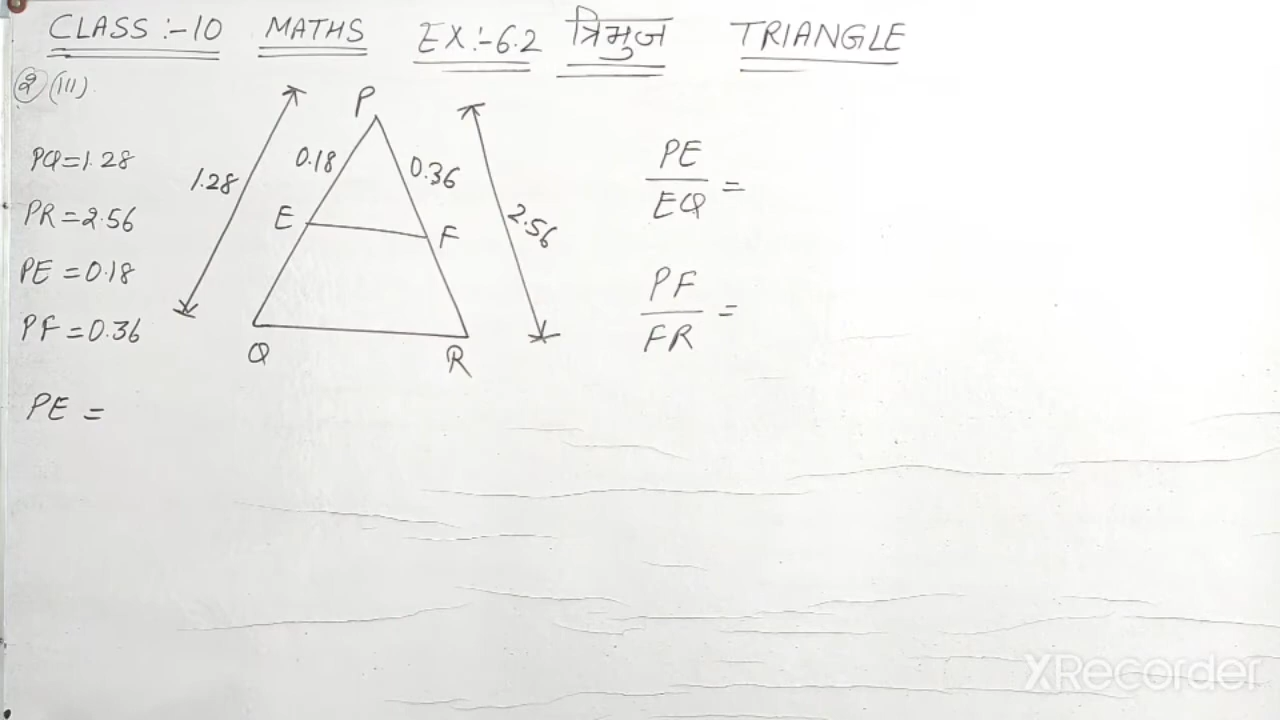 CLASS :- 10 MATHS EX :- 6.2 त्रिभुज TRIANGLE
2 (III)
P
PQ = 1.28
0.18
0.36
1.28
PR = 2.56
E
F
2.56
PE = 0.18
PF = 0.36
Q
R
PE =
PE
EQ =
PF
FR =
XRecorder